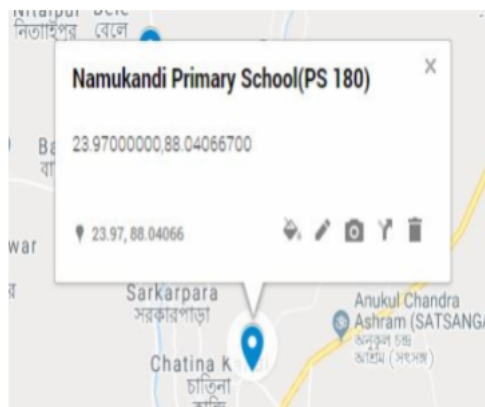 নিতাাইপুর বেলে
Namukandi Primary School(PS 180)
23.97000000,88.04066700
23.97, 88.04066
war
Sarkarpara
সরকারপাড়া
Anukul Chandra
Ashram (SATSANG
অনুকূল চন্দ্র
আশ্রম (সৎসঙ্গ)
Chatina K
চাতিনা